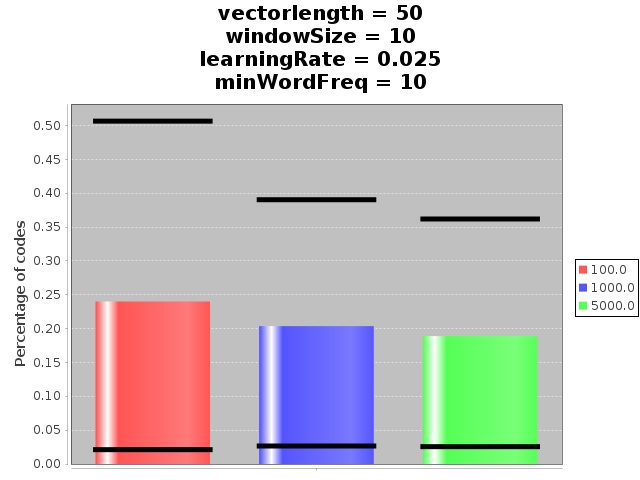 vectorlength = 50
windowSize = 10
learningRate = 0.025
minWordFreq = 10
Percentage of codes
0.50
0.45
0.40
0.35
0.30
0.25
0.20
0.15
0.10
0.05
0.00
100.0
1000.0
5000.0